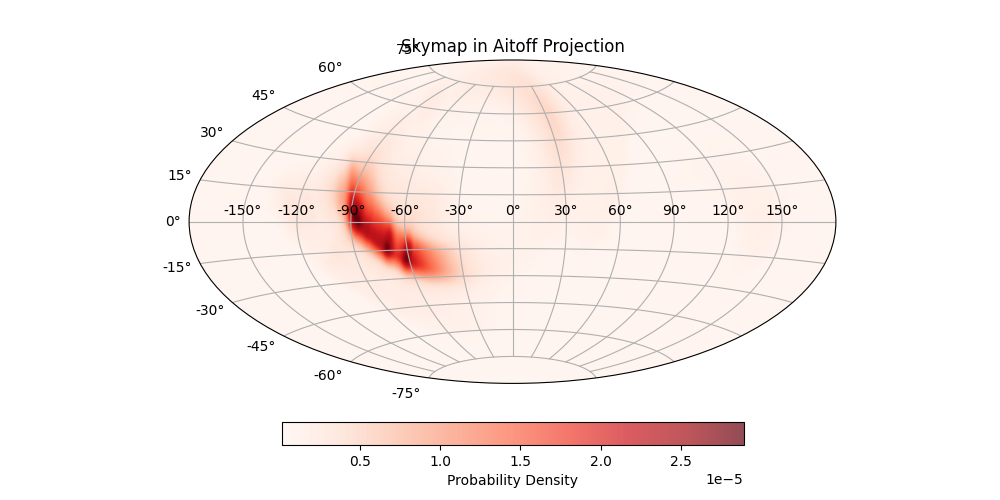 Skymap in Aitoff Projection
75°
60°
45°
30°
15°
-150° -120° -90° -60° -30° 0° 30° 60° 90° 120° 150°
0°
-15°
-30°
-45°
-60°
-75°
0.5 1.0 1.5 2.0 2.5
1e−5
Probability Density